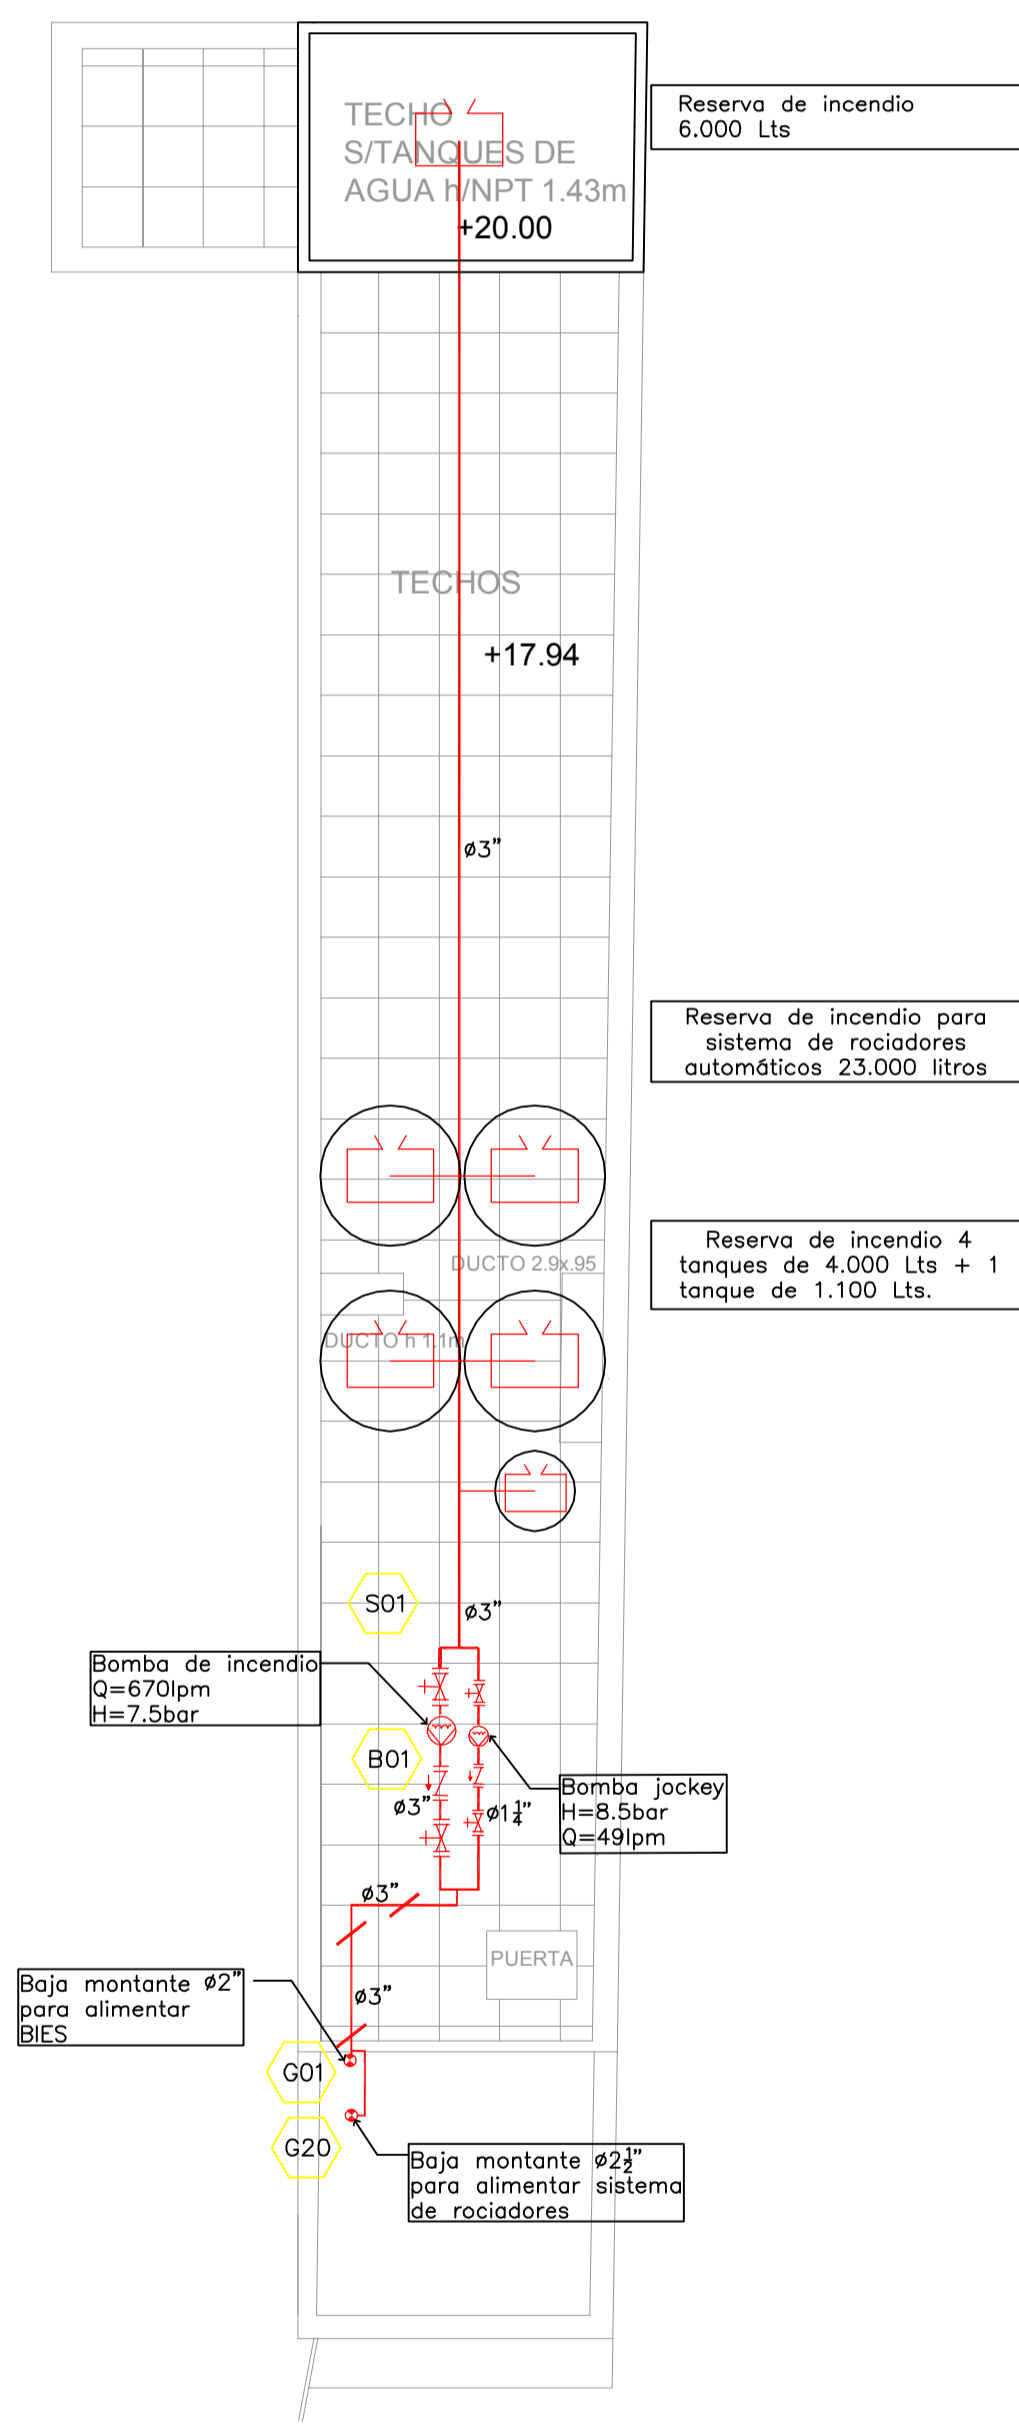 TECHO
S/TANQUES DE
AGUA h/NPT 1.43m
+20.00
Reserva de incendio
6.000 Lts
TECHOS
+17.94
ø3"
Reserva de incendio para
sistema de rociadores
automáticos 23.000 litros
Reserva de incendio 4
tanques de 4.000 Lts + 1
tanque de 1.100 Lts.
DUCTO 2.9x.95
DUCTO h 1.1m
S01
ø3"
Bomba de incendio
Q=670lpm
H=7.5bar
B01
Bomba jockey
H=8.5bar
Q=49lpm
ø3"
ø1¼"
ø3"
PUERTA
ø3"
Baja montante ø2"
para alimentar
BIES
G01
G20
Baja montante ø2½"
para alimentar sistema
de rociadores